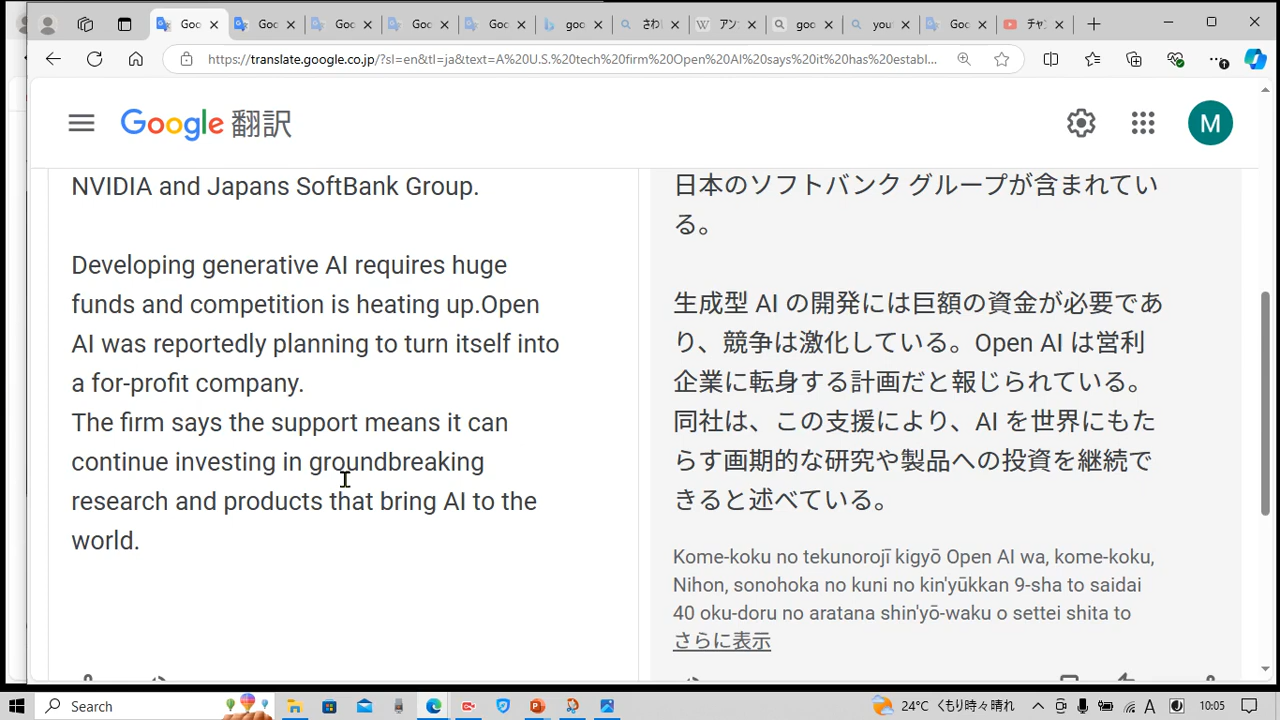 Goo
Goo
Goo
Goo
Goo
goo
さわ
アン
goo
you
Goo
チャン
https://translate.google.co.jp/?sl=en&tl=ja&text=A%20U.S.%20tech%20firm%20Open%20AI%20says%20it%20has%20establ...
Google 翻訳
M
NVIDIA and Japans SoftBank Group.
Developing generative AI requires huge
funds and competition is heating up.Open
AI was reportedly planning to turn itself into
a for-profit company.
The firm says the support means it can
continue investing in groundbreaking
research and products that bring AI to the
world.
日本のソフトバンク グループが含まれてい
る。
生成型 AI の開発には巨額の資金が必要であ
り、競争は激化している。Open AI は営利
企業に転身する計画だと報じられている。
同社は、この支援により、AI を世界にもた
らす画期的な研究や製品への投資を継続で
きると述べている。
Kome-koku no tekunorojī kigyō Open AI wa, kome-koku,
Nihon, sonohoka no kuni no kin'yūkkan 9-sha to saidai
40 oku-doru no aratana shin'yō-waku o settei shita to
さらに表示
Search
24°C くもり時々晴れ
A
10:05